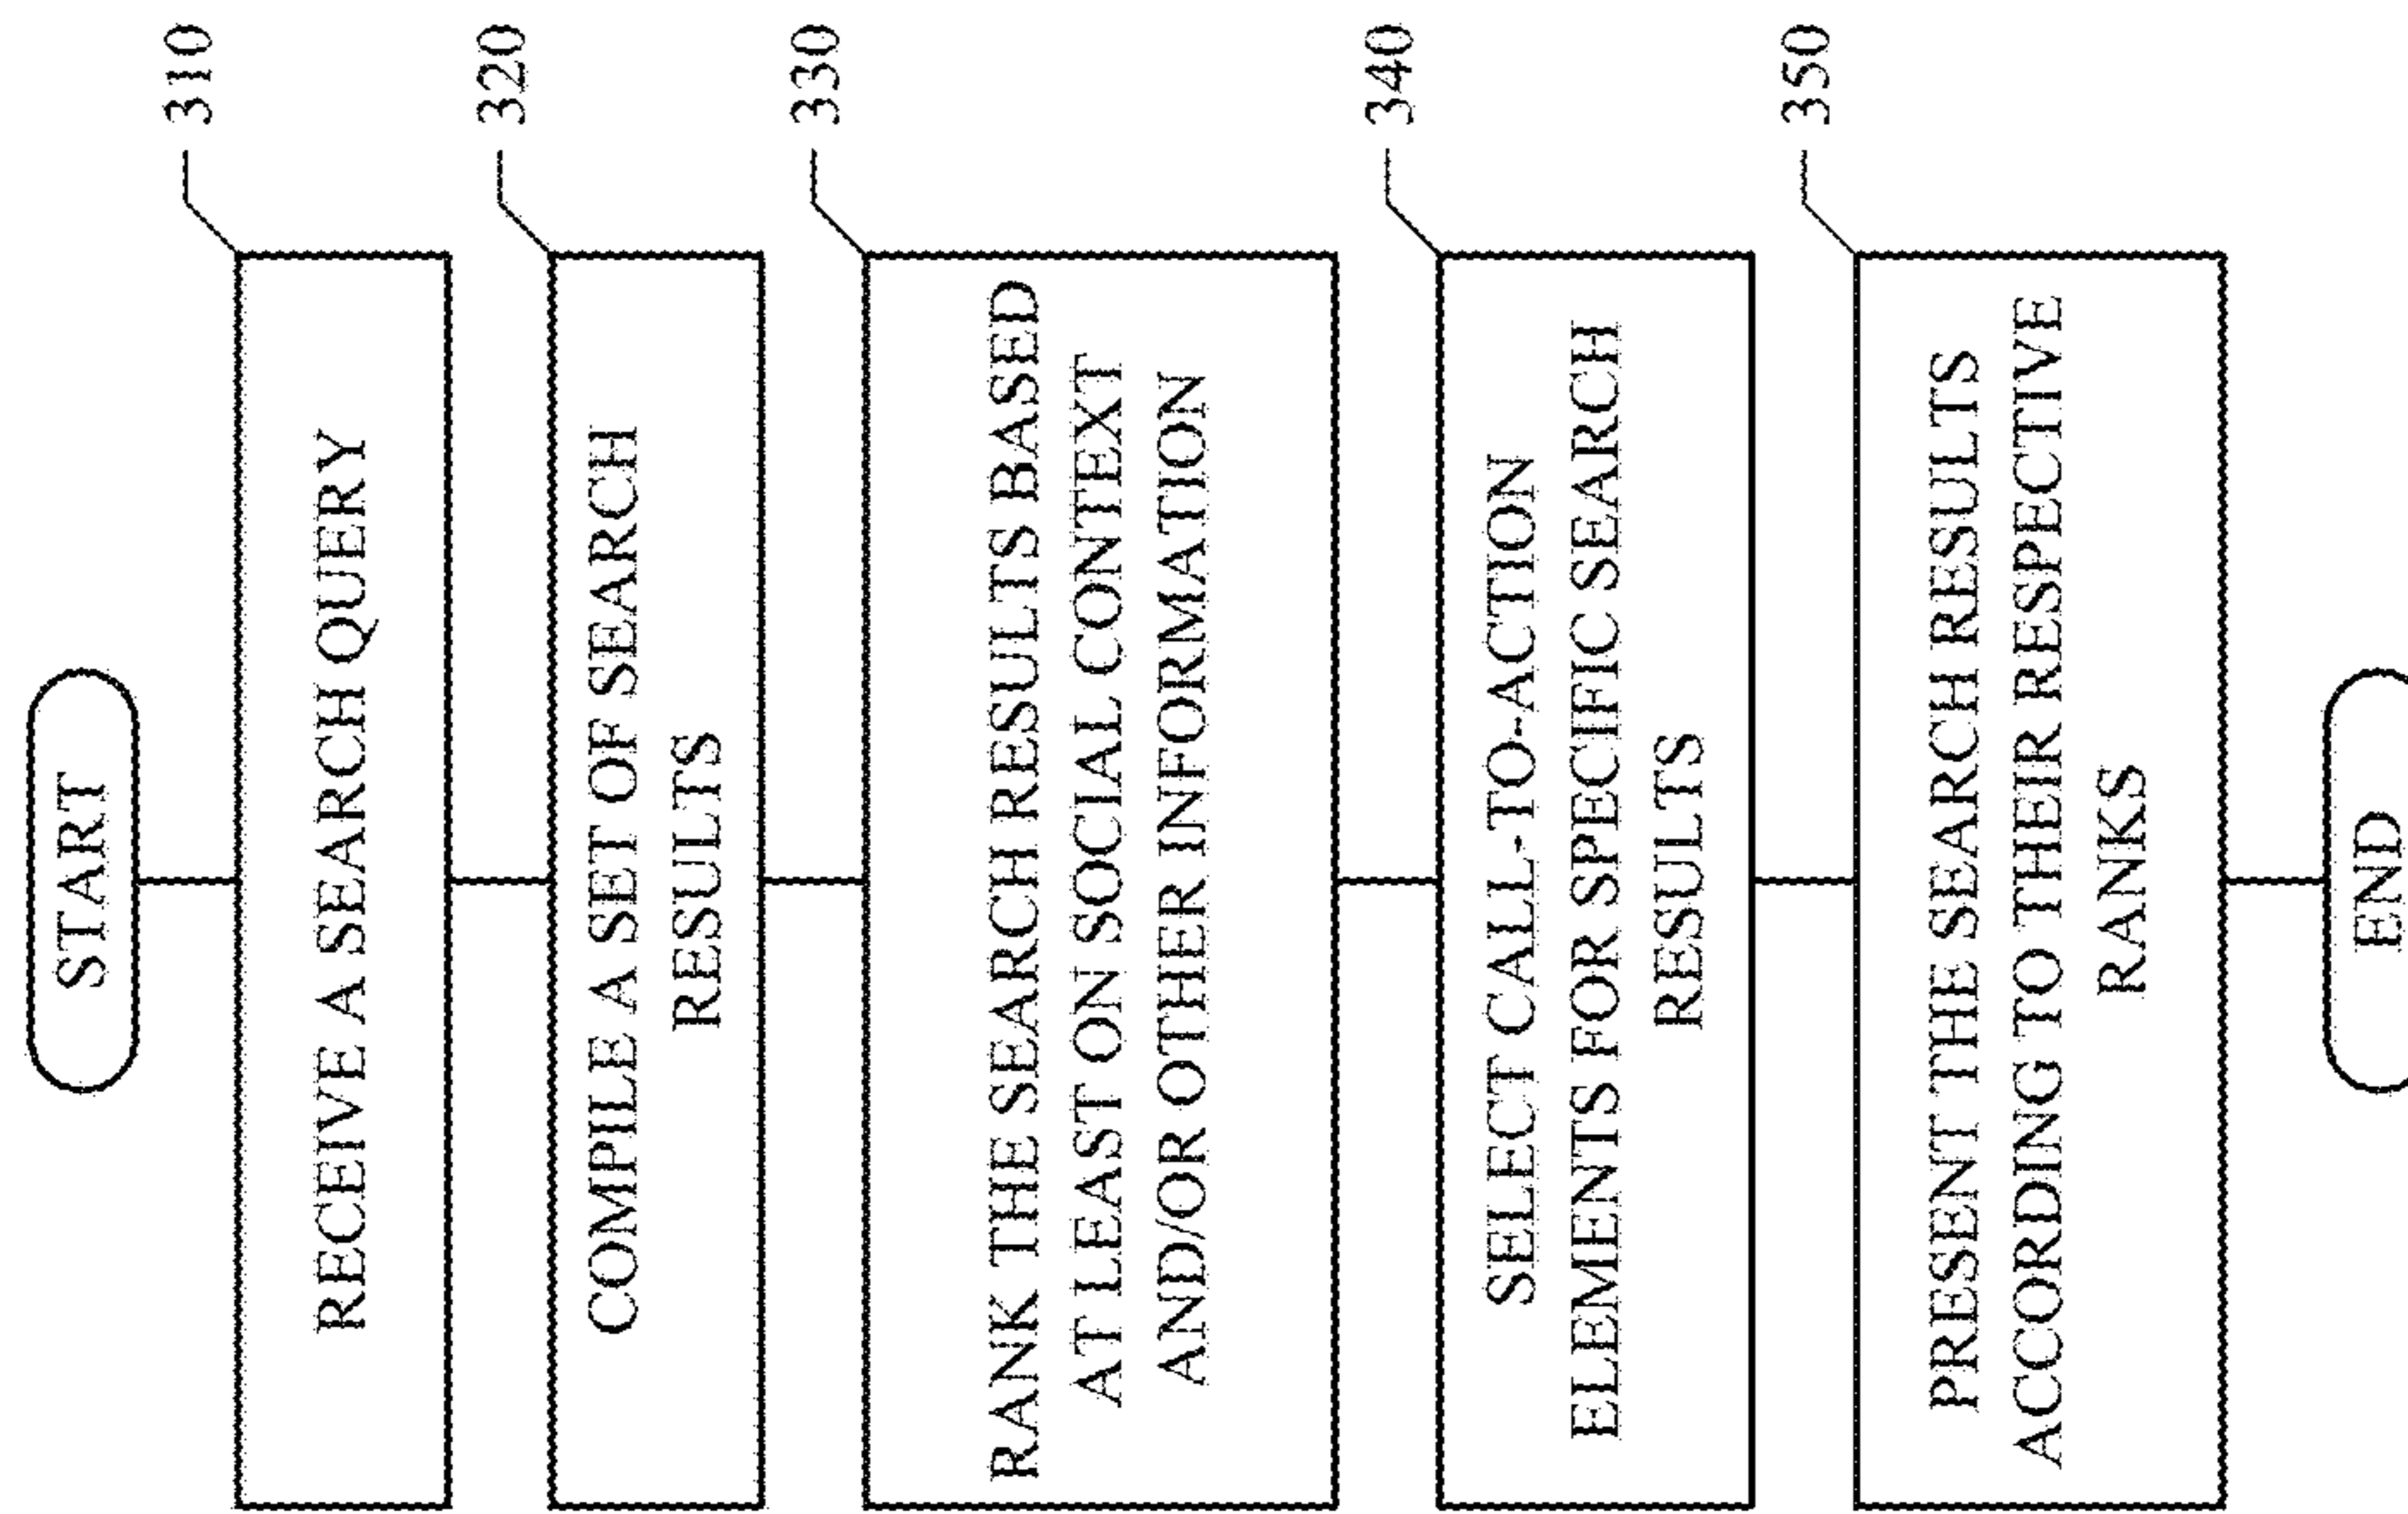 START
310
RECEIVE A SEARCH QUERY
320
COMPILE A SET OF SEARCH
RESULTS
330
RANK THE SEARCH RESULTS BASED
AT LEAST ON SOCIAL CONTEXT
AND/OR OTHER INFORMATION
340
SELECT CALL-TO-ACTION
ELEMENTS FOR SPECIFIC SEARCH
RESULTS
350
PRESENT THE SEARCH RESULTS
ACCORDING TO THEIR RESPECTIVE
RANKS
END